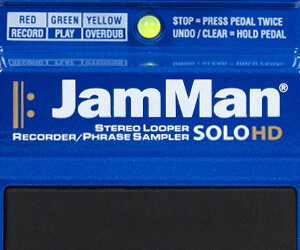 RED GREEN YELLOW STOP = PRESS PEDAL TWICE
RECORD PLAY OVERDUB UNDO / CLEAR = HOLD PEDAL
JamMan®
STEREO LOOPER
RECORDER/PHRASE SAMPLER SOLO HD